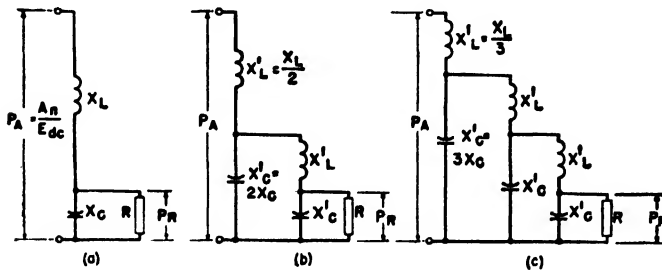 P_A = A_n/E_dc
X_L
X_C
R
P_R
(a)
X'_L = X_L/2
P_A
X'_L
X'_C = 2X_C
X'_C
R
P_R
(b)
X'_L = X_L/3
X'_L
P_A
X'_C = 3X_C
X'_L
X'_C
X'_C
R
(c)